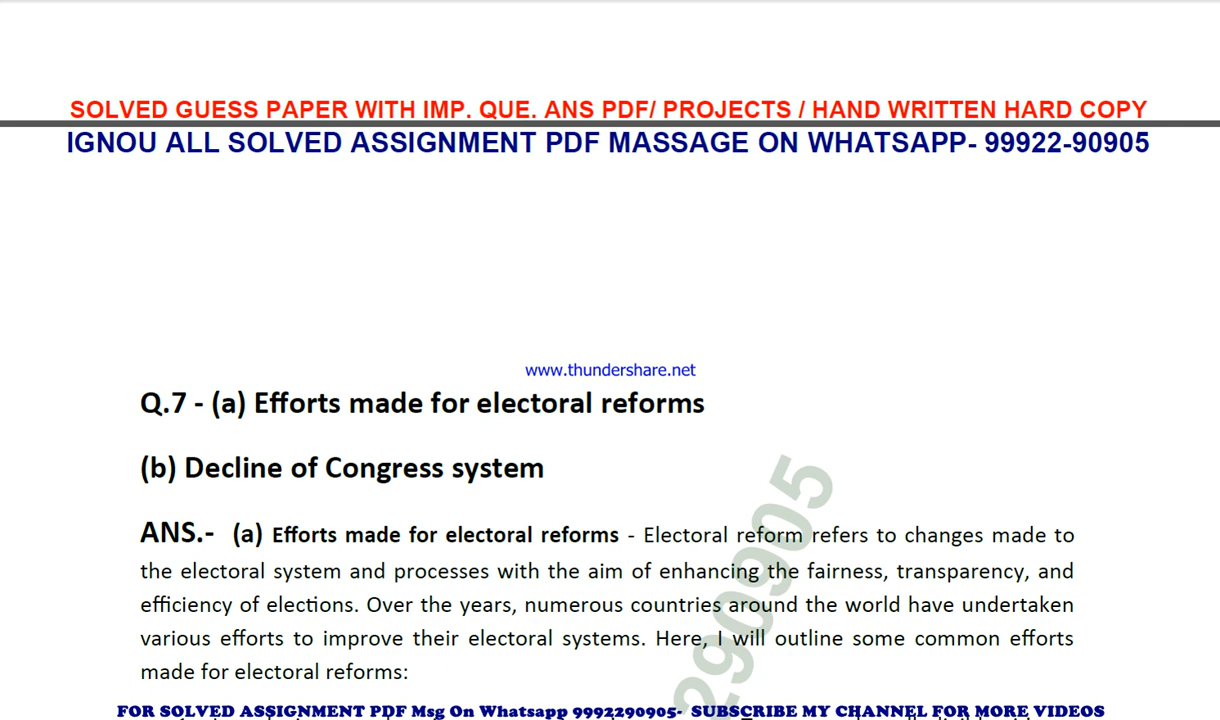 SOLVED GUESS PAPER WITH IMP. QUE. ANS PDF/ PROJECTS / HAND WRITTEN HARD COPY
IGNOU ALL SOLVED ASSIGNMENT PDF MASSAGE ON WHATSAPP- 99922-90905
www.thundershare.net
Q.7 - (a) Efforts made for electoral reforms
(b) Decline of Congress system
ANS.- (a) Efforts made for electoral reforms - Electoral reform refers to changes made to
the electoral system and processes with the aim of enhancing the fairness, transparency, and
efficiency of elections. Over the years, numerous countries around the world have undertaken
various efforts to improve their electoral systems. Here, I will outline some common efforts
made for electoral reforms:
290905
FOR SOLVED ASSIGNMENT PDF Msg On Whatsapp 9992290905- SUBSCRIBE MY CHANNEL FOR MORE VIDEOS